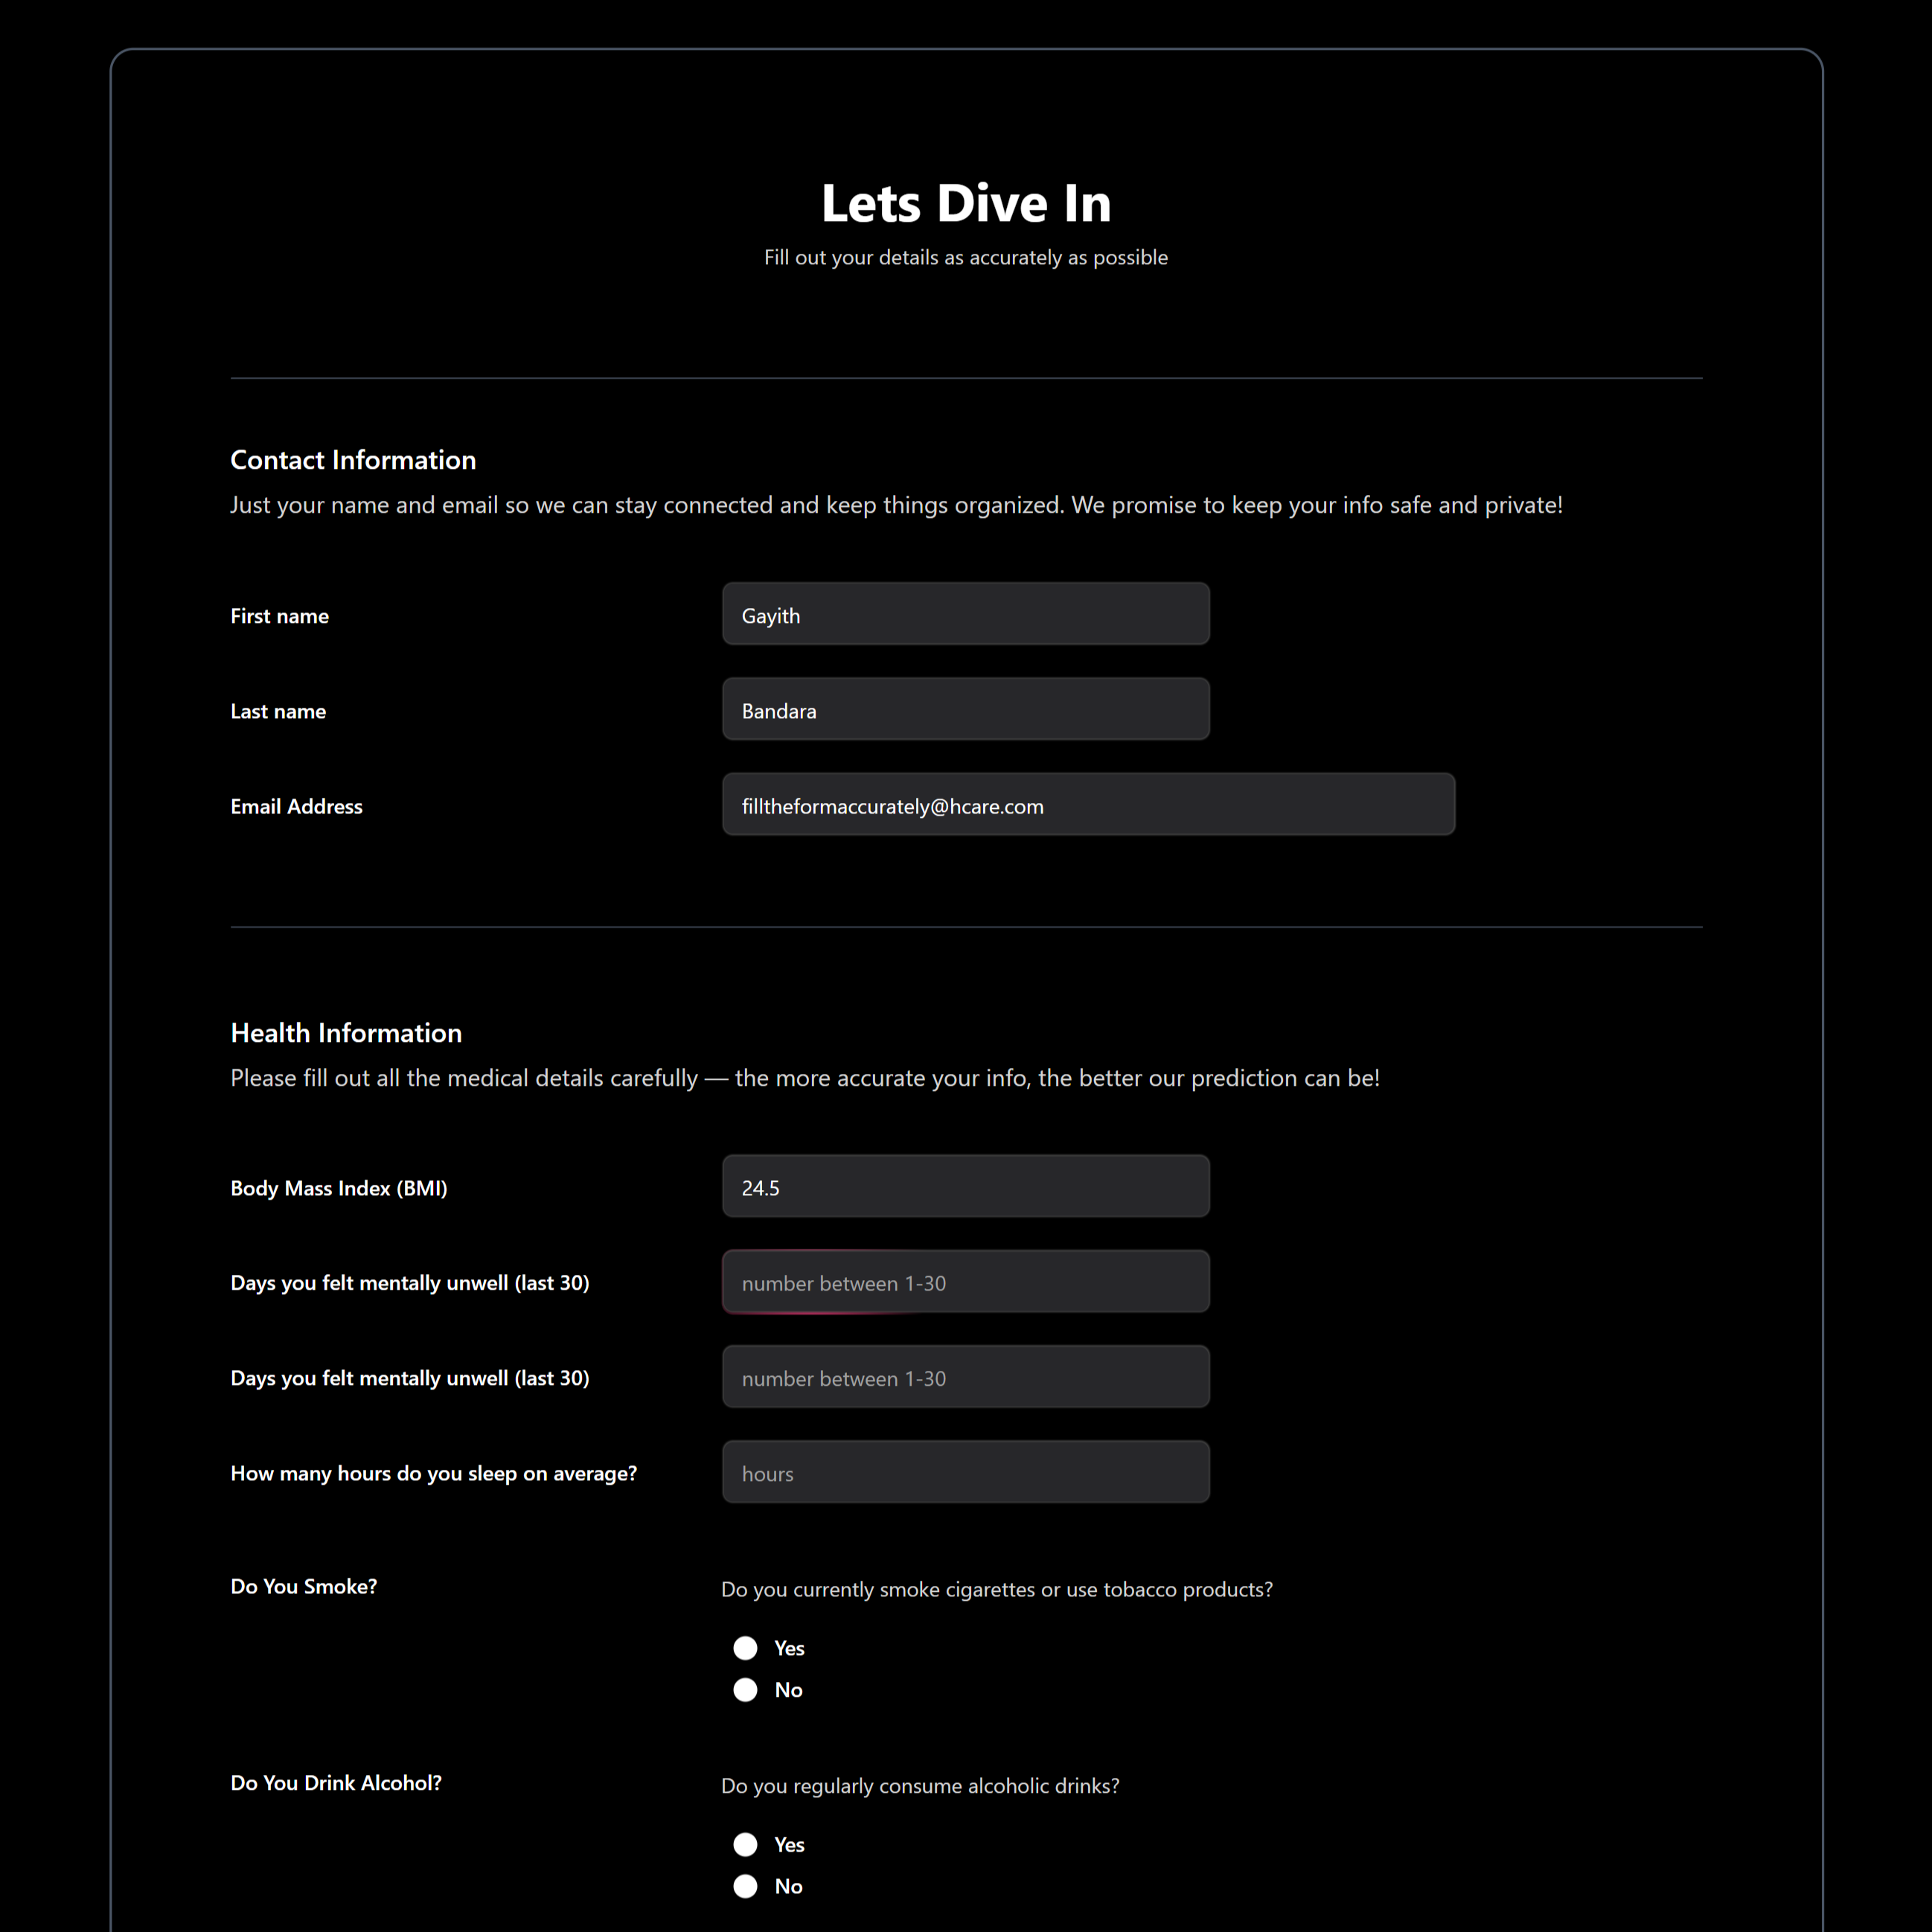 Lets Dive In
Fill out your details as accurately as possible
Contact Information
Just your name and email so we can stay connected and keep things organized. We promise to keep your info safe and private!
First name
Gayith
Last name
Bandara
Email Address
filltheformaccurately@hcare.com
Health Information
Please fill out all the medical details carefully — the more accurate your info, the better our prediction can be!
Body Mass Index (BMI)
24.5
Days you felt mentally unwell (last 30)
number between 1-30
Days you felt mentally unwell (last 30)
number between 1-30
How many hours do you sleep on average?
hours
Do You Smoke?
Do you currently smoke cigarettes or use tobacco products?
Yes
No
Do You Drink Alcohol?
Do you regularly consume alcoholic drinks?
Yes
No